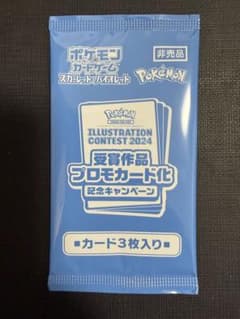 ポケモン
カードゲーム
スカーレット&バイオレット
非売品
Pokémon
Pokémon
ILLUSTRATION
CONTEST 2024
受賞作品
プロモカード化
記念キャンペーン
■カード3枚入り■